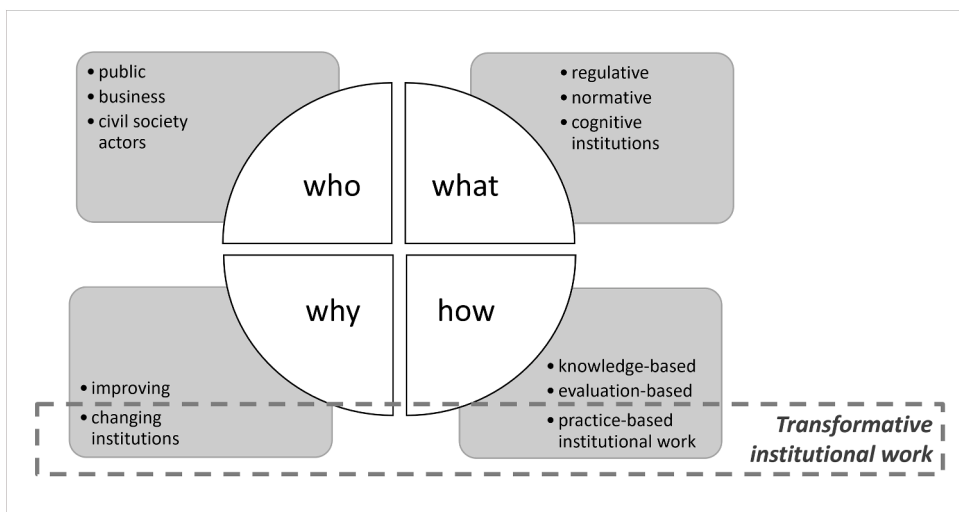 • public
• business
• civil society
actors
• regulative
• normative
• cognitive
institutions
who
what
why
how
• improving
• changing
institutions
• knowledge-based
• evaluation-based
• practice-based
institutional work
Transformative
institutional work